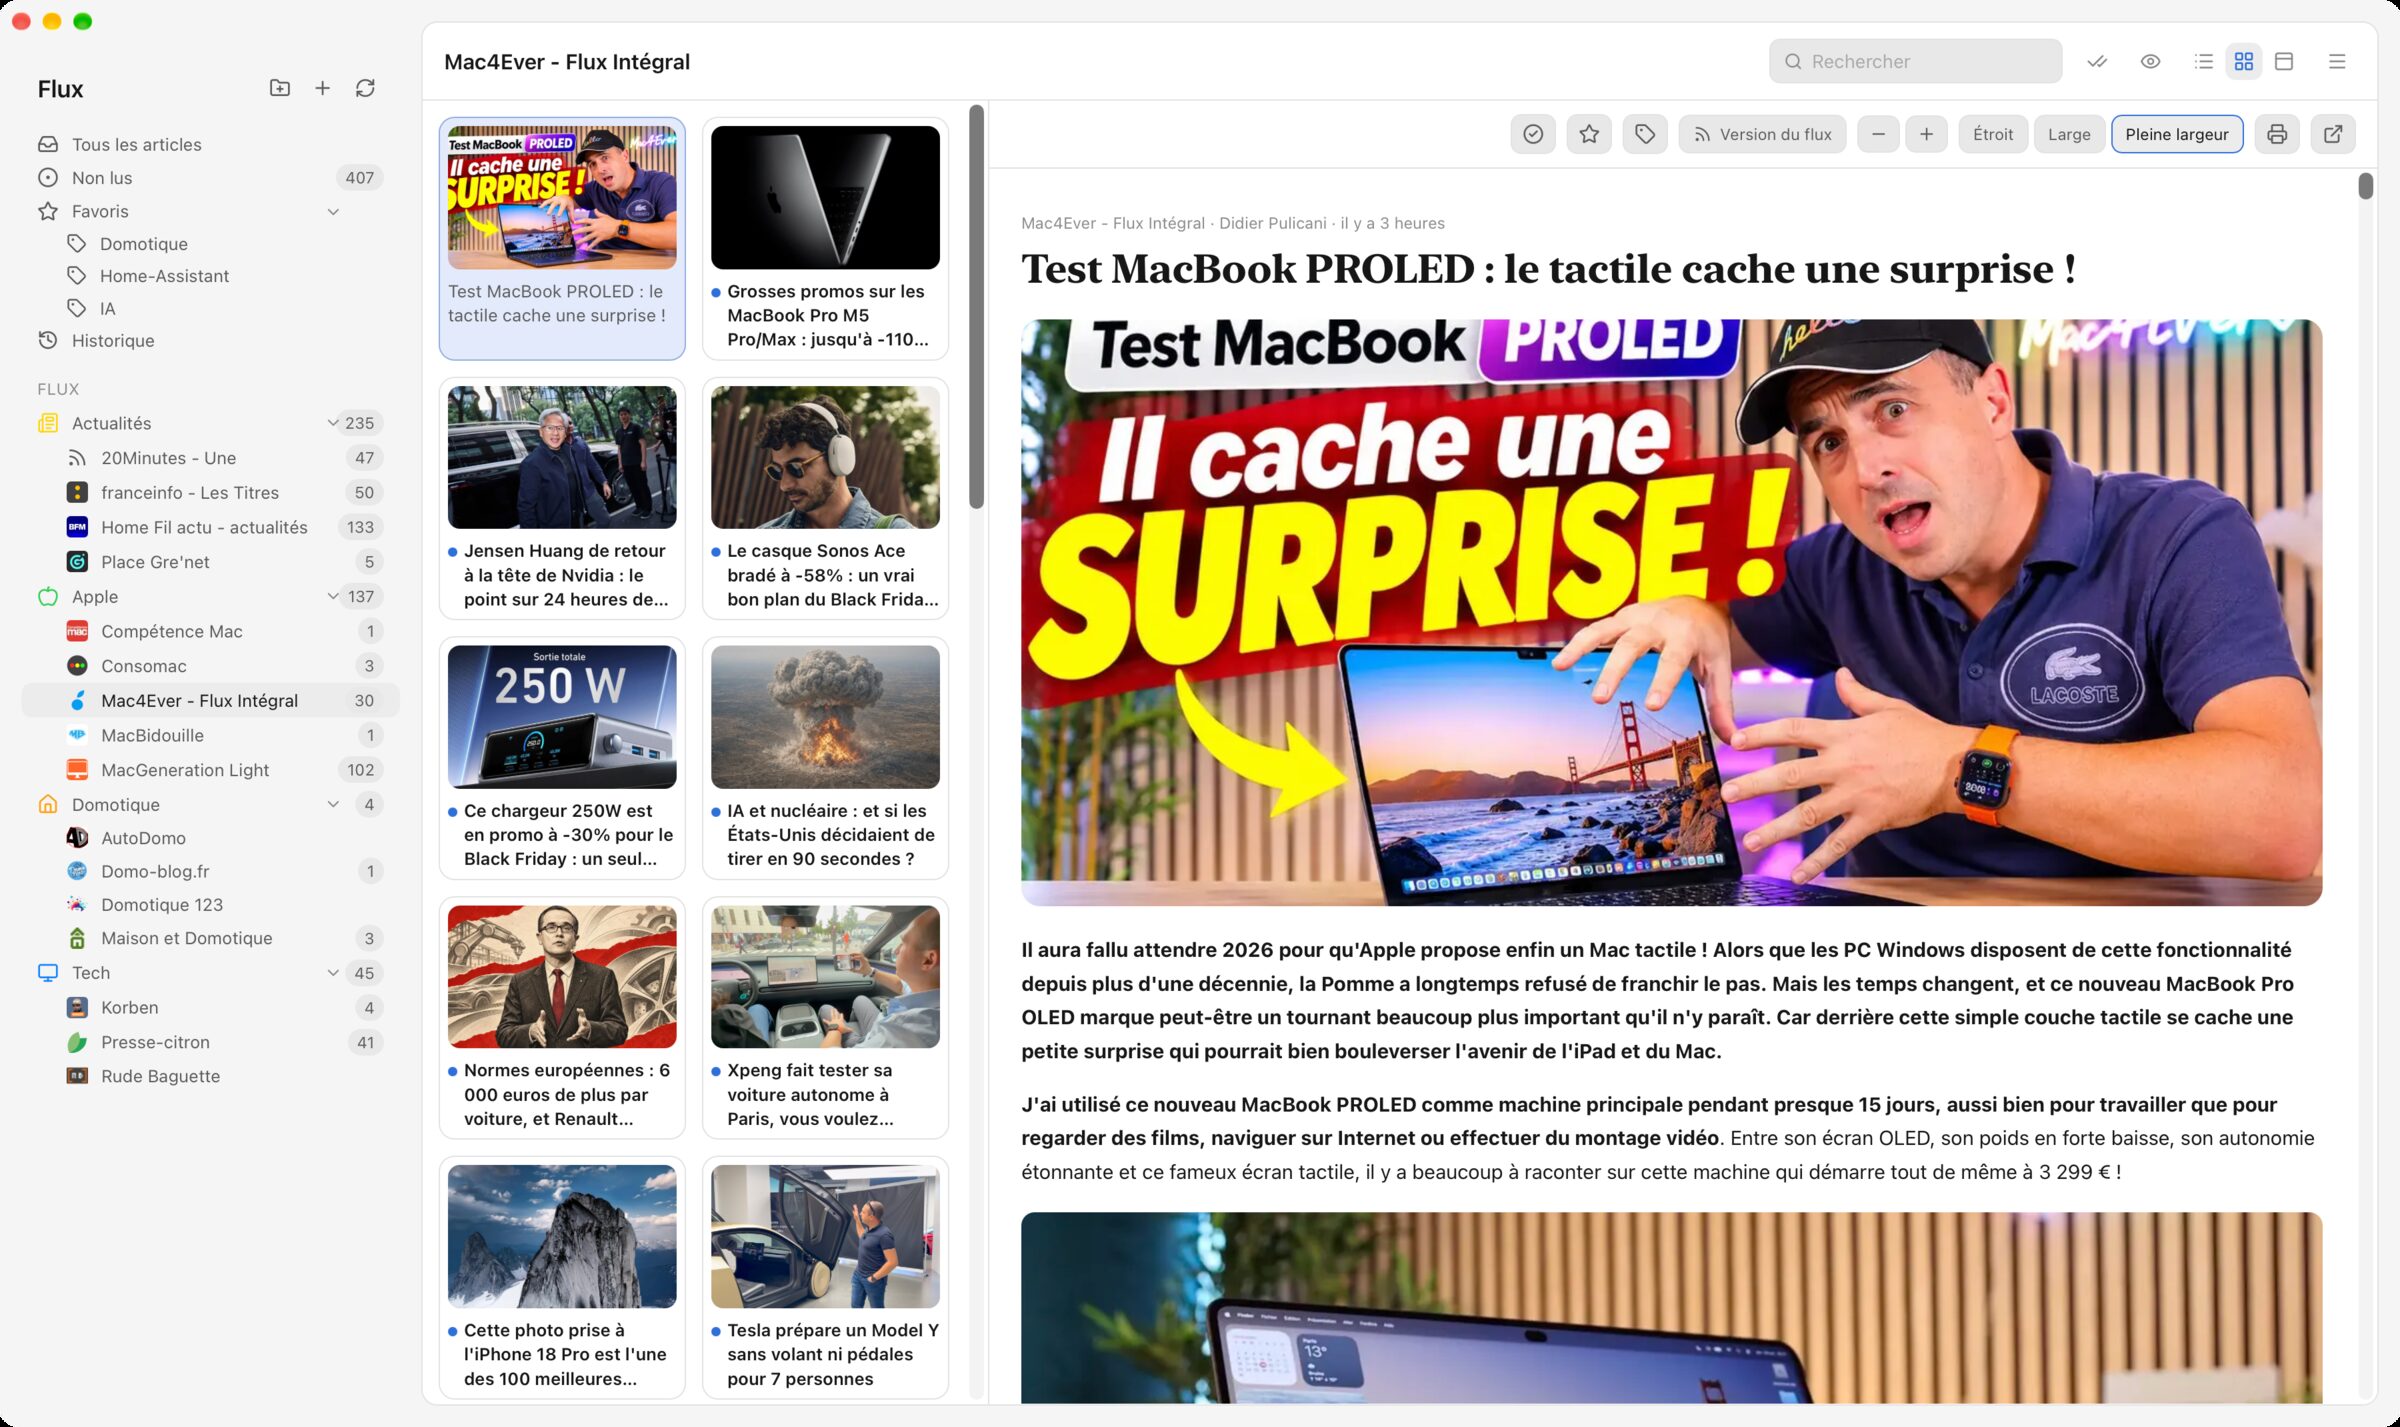 Flux
Tous les articles
Non lus
407
Favoris
Domotique
Home-Assistant
IA
Historique
FLUX
Actualités
235
20Minutes - Une
47
franceinfo - Les Titres
50
BFM
Home Fil actu - actualités
133
Place Gre'net
5
Apple
137
mac
Compétence Mac
1
Consomac
3
Mac4Ever - Flux Intégral
30
MacBidouille
1
MacGeneration Light
102
Domotique
4
AutoDomo
Domo-blog.fr
1
Domotique 123
Maison et Domotique
3
Tech
45
Korben
4
Presse-citron
41
Rude Baguette
Mac4Ever - Flux Intégral
Rechercher
Test MacBook PROLED
Mac4Ever
Il cache une
SURPRISE !
Test MacBook PROLED : le
tactile cache une surprise !
Grosses promos sur les
MacBook Pro M5
Pro/Max : jusqu'à -110...
Jensen Huang de retour
à la tête de Nvidia : le
point sur 24 heures de...
Le casque Sonos Ace
bradé à -58% : un vrai
bon plan du Black Frida...
Sortie totale
250 W
Ce chargeur 250W est
en promo à -30% pour le
Black Friday : un seul...
IA et nucléaire : et si les
États-Unis décidaient de
tirer en 90 secondes ?
Normes européennes : 6
000 euros de plus par
voiture, et Renault...
Xpeng fait tester sa
voiture autonome à
Paris, vous voulez...
Cette photo prise à
l'iPhone 18 Pro est l'une
des 100 meilleures...
Tesla prépare un Model Y
sans volant ni pédales
pour 7 personnes
Version du flux
Étroit
Large
Pleine largeur
Mac4Ever - Flux Intégral · Didier Pulicani · il y a 3 heures
Test MacBook PROLED : le tactile cache une surprise !
Test MacBook PROLED
hello
Mac4Ever
Il cache une
SURPRISE !
LACOSTE
Il aura fallu attendre 2026 pour qu'Apple propose enfin un Mac tactile ! Alors que les PC Windows disposent de cette fonctionnalité
depuis plus d'une décennie, la Pomme a longtemps refusé de franchir le pas. Mais les temps changent, et ce nouveau MacBook Pro
OLED marque peut-être un tournant beaucoup plus important qu'il n'y paraît. Car derrière cette simple couche tactile se cache une
petite surprise qui pourrait bien bouleverser l'avenir de l'iPad et du Mac.
J'ai utilisé ce nouveau MacBook PROLED comme machine principale pendant presque 15 jours, aussi bien pour travailler que pour
regarder des films, naviguer sur Internet ou effectuer du montage vidéo. Entre son écran OLED, son poids en forte baisse, son autonomie
étonnante et ce fameux écran tactile, il y a beaucoup à raconter sur cette machine qui démarre tout de même à 3 299 € !
13°